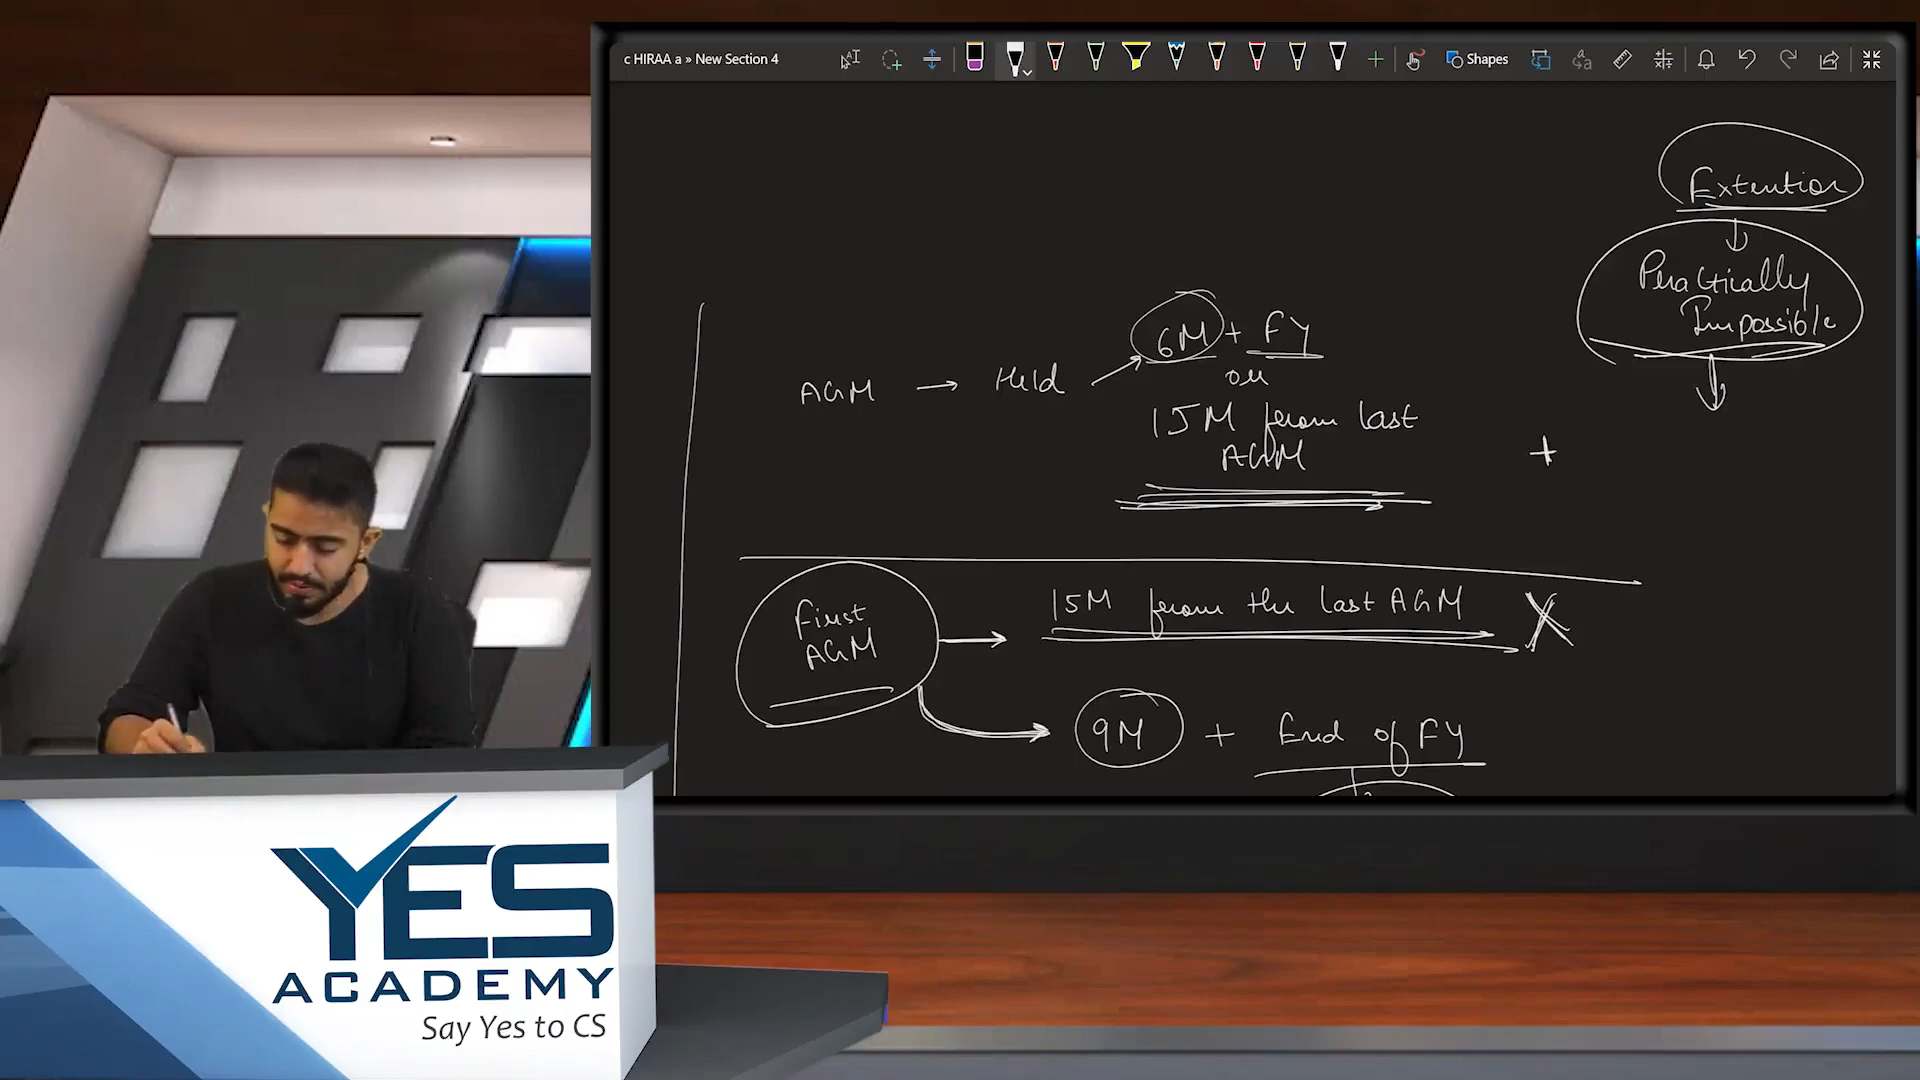 c HIRAA a » New Section 4
Shapes
Extention
Practically
Impossible
6M + FY
AGM → Held
or
15M from last
AGM
+
First
AGM
15M from the last AGM X
9M + End of FY
YES
ACADEMY
Say Yes to CS